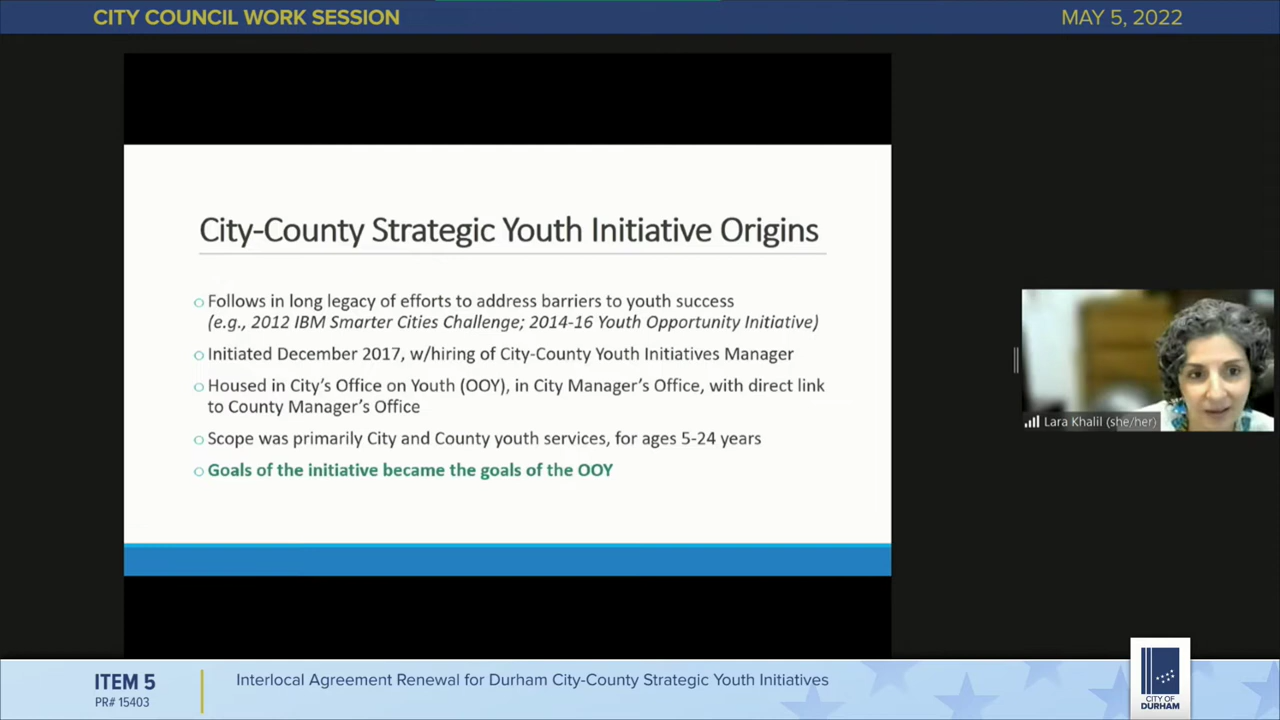 CITY COUNCIL WORK SESSION
MAY 5, 2022
City-County Strategic Youth Initiative Origins
Follows in long legacy of efforts to address barriers to youth success
(e.g., 2012 IBM Smarter Cities Challenge; 2014-16 Youth Opportunity Initiative)
Initiated December 2017, w/hiring of City-County Youth Initiatives Manager
Housed in City's Office on Youth (OOY), in City Manager's Office, with direct link
to County Manager's Office
Scope was primarily City and County youth services, for ages 5-24 years
Goals of the initiative became the goals of the OOY
Lara Khalil (she/her)
ITEM 5
PR# 15403
Interlocal Agreement Renewal for Durham City-County Strategic Youth Initiatives
CITY OF
DURHAM